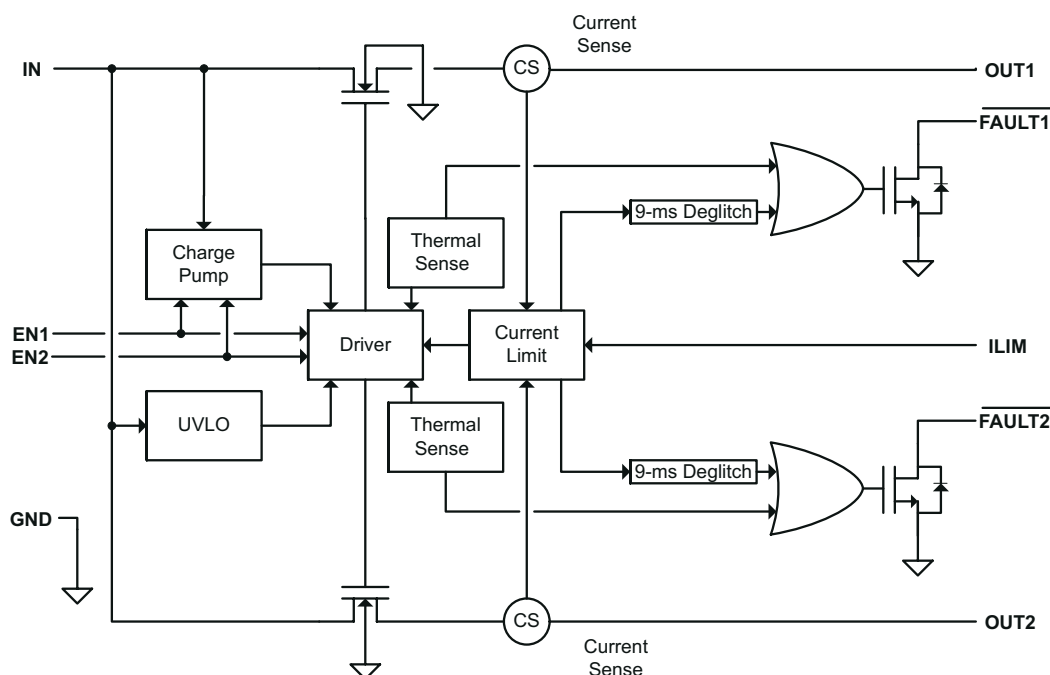 Current
Sense
IN
CS
OUT1
FAULT1
9-ms Deglitch
Thermal
Sense
Charge
Pump
EN1
Driver
Current
Limit
ILIM
EN2
FAULT2
UVLO
Thermal
Sense
9-ms Deglitch
GND
CS
OUT2
Current
Sense